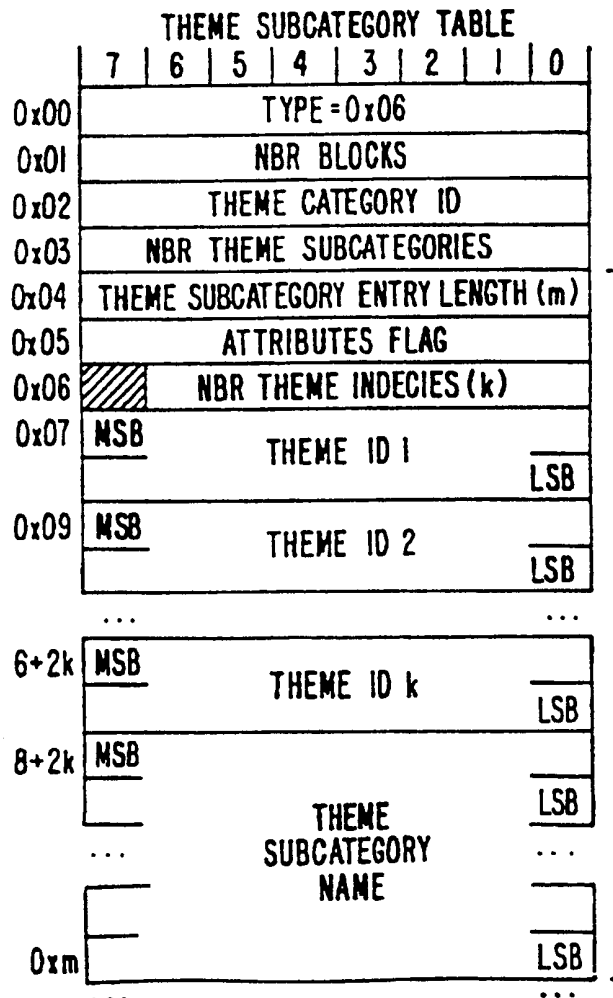 THEME SUBCATEGORY TABLE
7 | 6 | 5 | 4 | 3 | 2 | 1 | 0
0x00 TYPE=0x06
0x01 NBR BLOCKS
0x02 THEME CATEGORY ID
0x03 NBR THEME SUBCATEGORIES
0x04 THEME SUBCATEGORY ENTRY LENGTH (m)
0x05 ATTRIBUTES FLAG
0x06 NBR THEME INDECIES (k)
0x07 MSB
THEME ID 1
LSB
0x09 MSB
THEME ID 2
LSB
... ...
6+2k MSB
THEME ID k
LSB
8+2k MSB
LSB
THEME
... SUBCATEGORY ...
NAME
0xm LSB
... ...